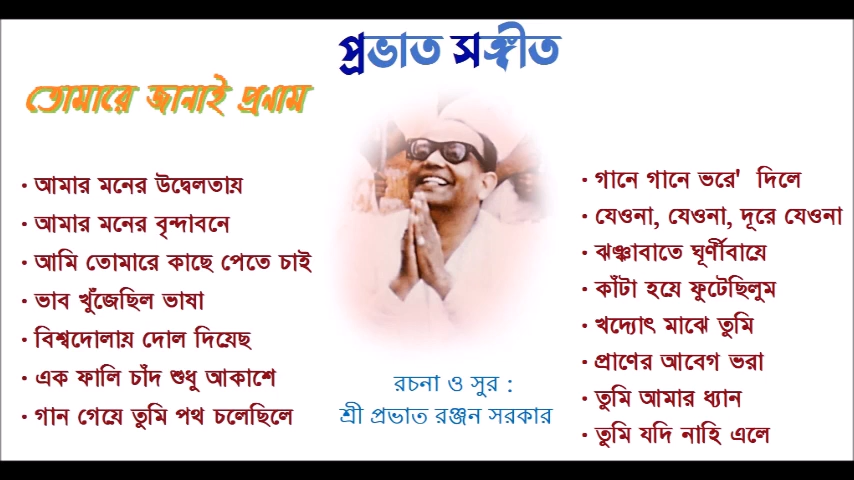 প্রভাত সঙ্গীত
তোমারে জানাই প্রণাম
• আমার মনের উদ্বেলতায়
• আমার মনের বৃন্দাবনে
• আমি তোমারে কাছে পেতে চাই
• ভাব খুঁজেছিল ভাষা
• বিশ্বদোলায় দোল দিয়েছ
• এক ফালি চাঁদ শুধু আকাশে
• গান গেয়ে তুমি পথ চলেছিলে
রচনা ও সুর :
শ্রী প্রভাত রঞ্জন সরকার
• গানে গানে ভরে' দিলে
• যেওনা, যেওনা, দূরে যেওনা
• ঝঞ্ঝাবাতে ঘূর্ণীবায়ে
• কাঁটা হয়ে ফুটেছিলুম
• খদ্যোৎ মাঝে তুমি
• প্রাণের আবেগ ভরা
• তুমি আমার ধ্যান
• তুমি যদি নাহি এলে